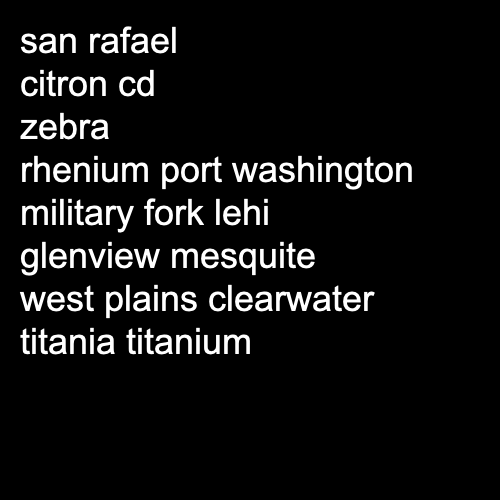 san rafael
citron cd
zebra
rhenium port washington
military fork lehi
glenview mesquite
west plains clearwater
titania titanium